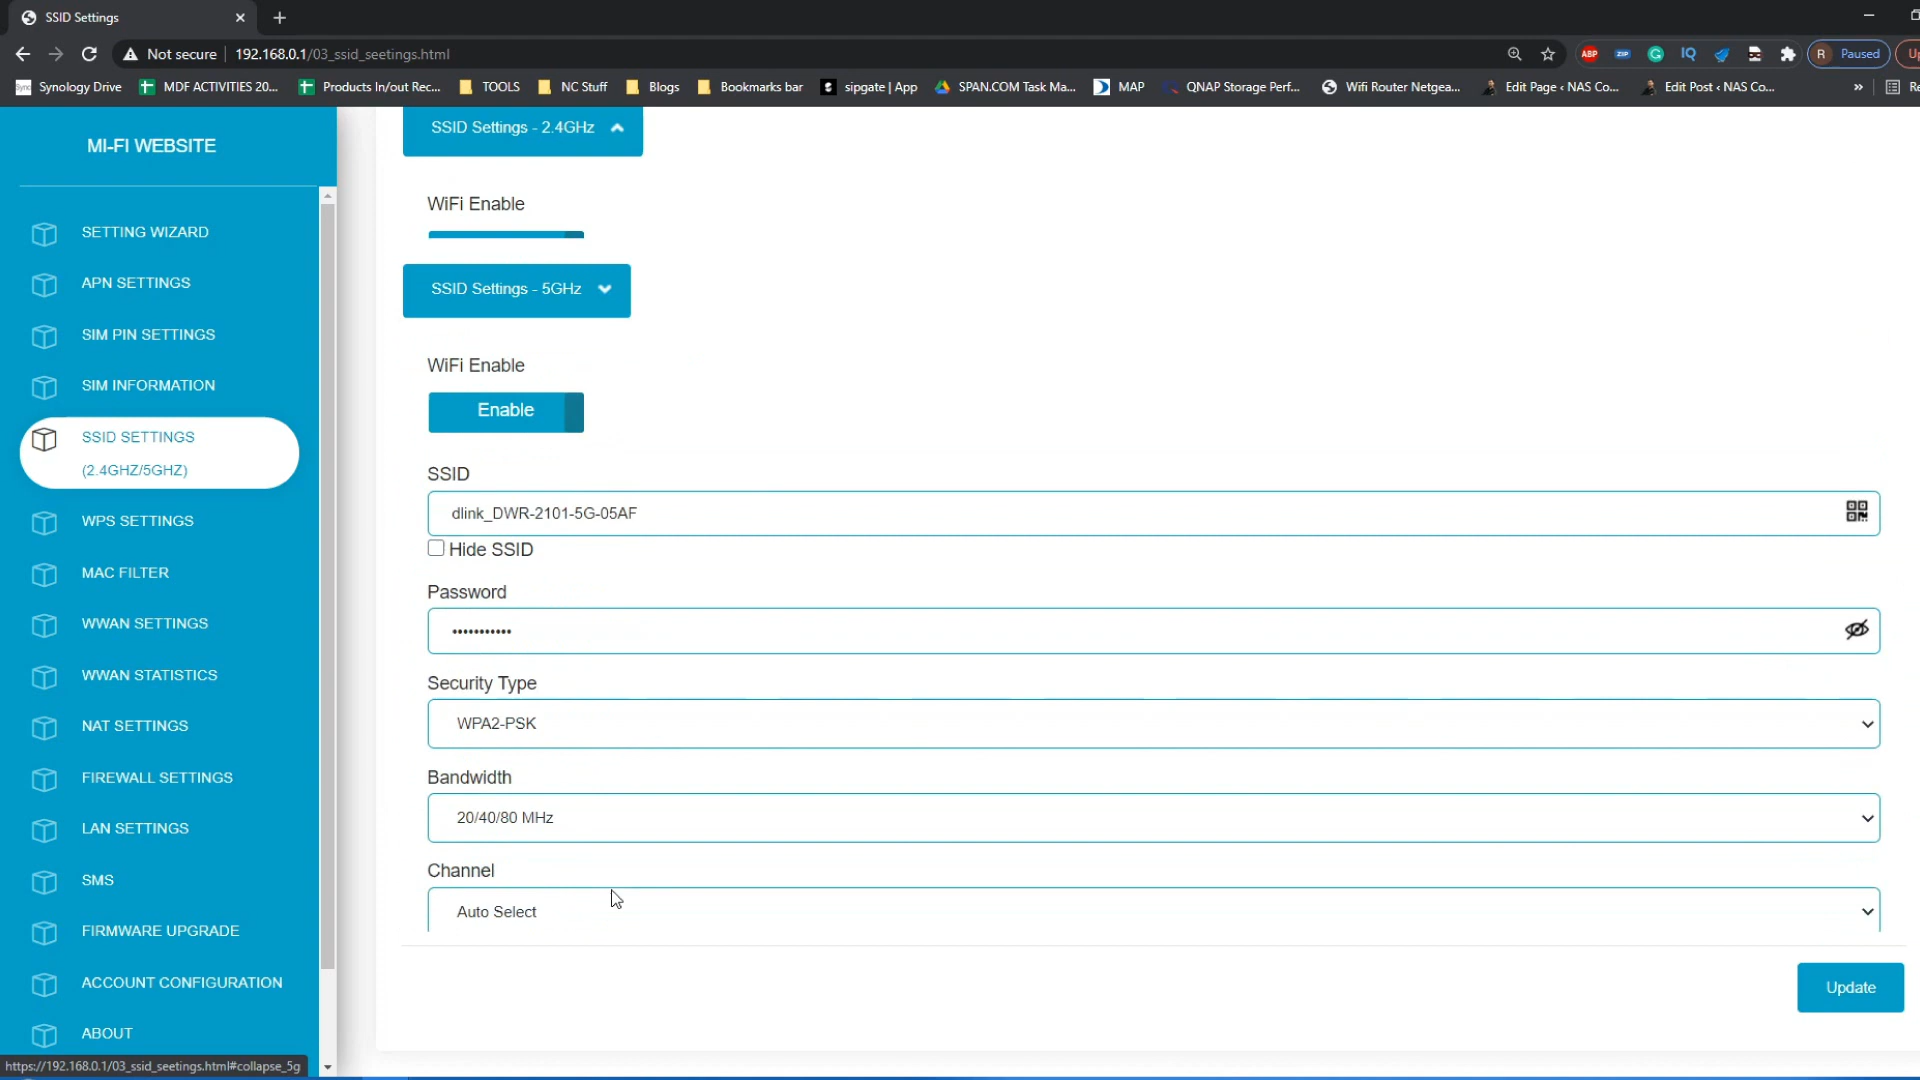 SSID Settings
Not secure
192.168.0.1/03_ssid_seetings.html
ABP
ZIP
IQ
R
Paused
Up
Synology Drive
MDF ACTIVITIES 20...
Products In/out Rec...
TOOLS
NC Stuff
Blogs
Bookmarks bar
sipgate | App
SPAN.COM Task Ma...
MAP
QNAP Storage Perf...
Wifi Router Netgea...
Edit Page ‹ NAS Co...
Edit Post ‹ NAS Co...
»
Re
MI-FI WEBSITE
SETTING WIZARD
APN SETTINGS
SIM PIN SETTINGS
SIM INFORMATION
SSID SETTINGS
(2.4GHZ/5GHZ)
WPS SETTINGS
MAC FILTER
WWAN SETTINGS
WWAN STATISTICS
NAT SETTINGS
FIREWALL SETTINGS
LAN SETTINGS
SMS
FIRMWARE UPGRADE
ACCOUNT CONFIGURATION
ABOUT
https://192.168.0.1/03_ssid_seetings.html#collapse_5g
SSID Settings - 2.4GHz
WiFi Enable
SSID Settings - 5GHz
WiFi Enable
Enable
SSID
dlink_DWR-2101-5G-05AF
Hide SSID
Password
•••••••••••
Security Type
WPA2-PSK
Bandwidth
20/40/80 MHz
Channel
Auto Select
Update